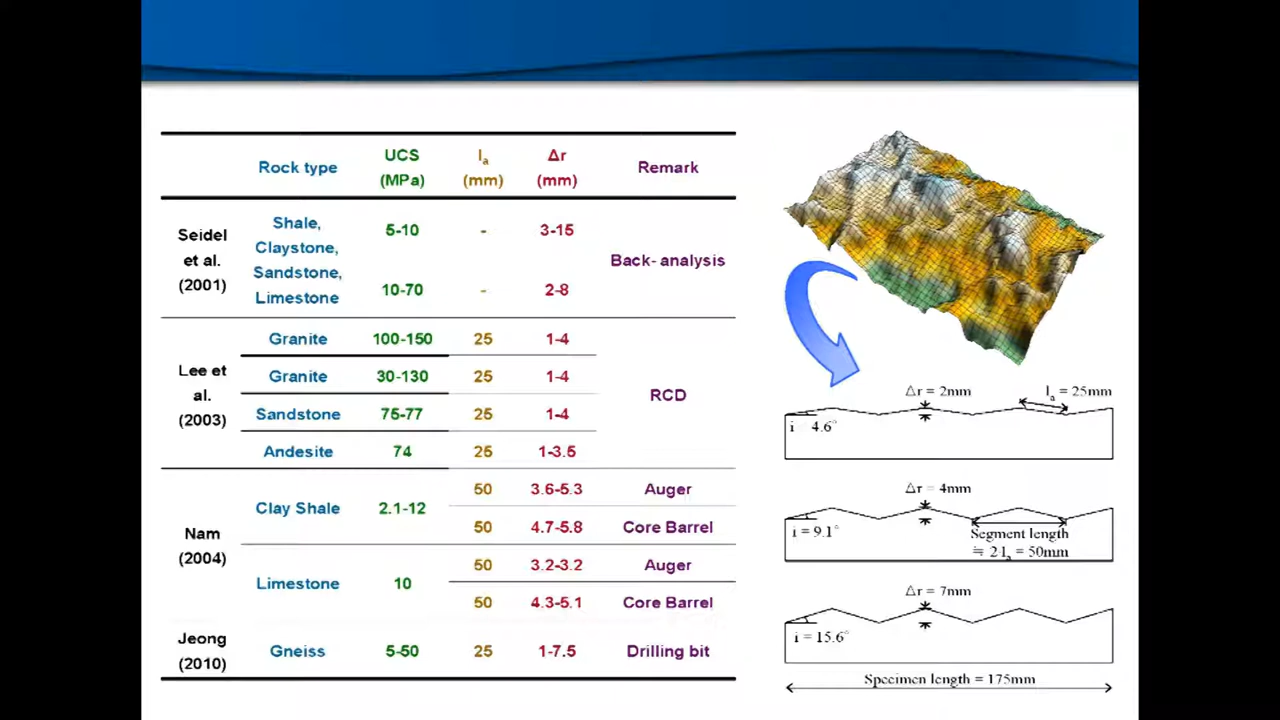 Rock type
UCS
(MPa)
la
(mm)
Δr
(mm)
Remark
Seidel
et al.
(2001)
Shale,
Claystone,
Sandstone,
Limestone
5-10
-
3-15
10-70
-
2-8
Back- analysis
Lee et
al.
(2003)
Granite
100-150
25
1-4
Granite
30-130
25
1-4
Sandstone
75-77
25
1-4
Andesite
74
25
1-3.5
RCD
Nam
(2004)
Clay Shale
2.1-12
50
3.6-5.3
Auger
50
4.7-5.8
Core Barrel
Limestone
10
50
3.2-3.2
Auger
50
4.3-5.1
Core Barrel
Jeong
(2010)
Gneiss
5-50
25
1-7.5
Drilling bit
△r = 2mm
la = 25mm
i = 4.6°
△r = 4mm
i = 9.1°
Segment length
≒ 2·la = 50mm
△r = 7mm
i = 15.6°
Specimen length = 175mm